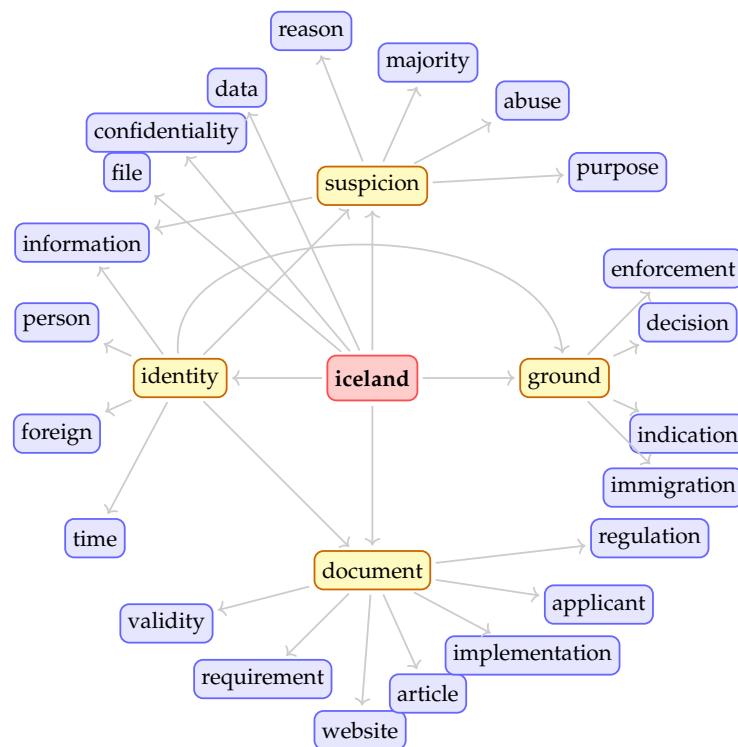 reason
majority
data
abuse
confidentiality
file
purpose
suspicion
information
enforcement
person
decision
identity
iceland
ground
foreign
indication
immigration
time
regulation
document
applicant
validity
implementation
requirement
article
website